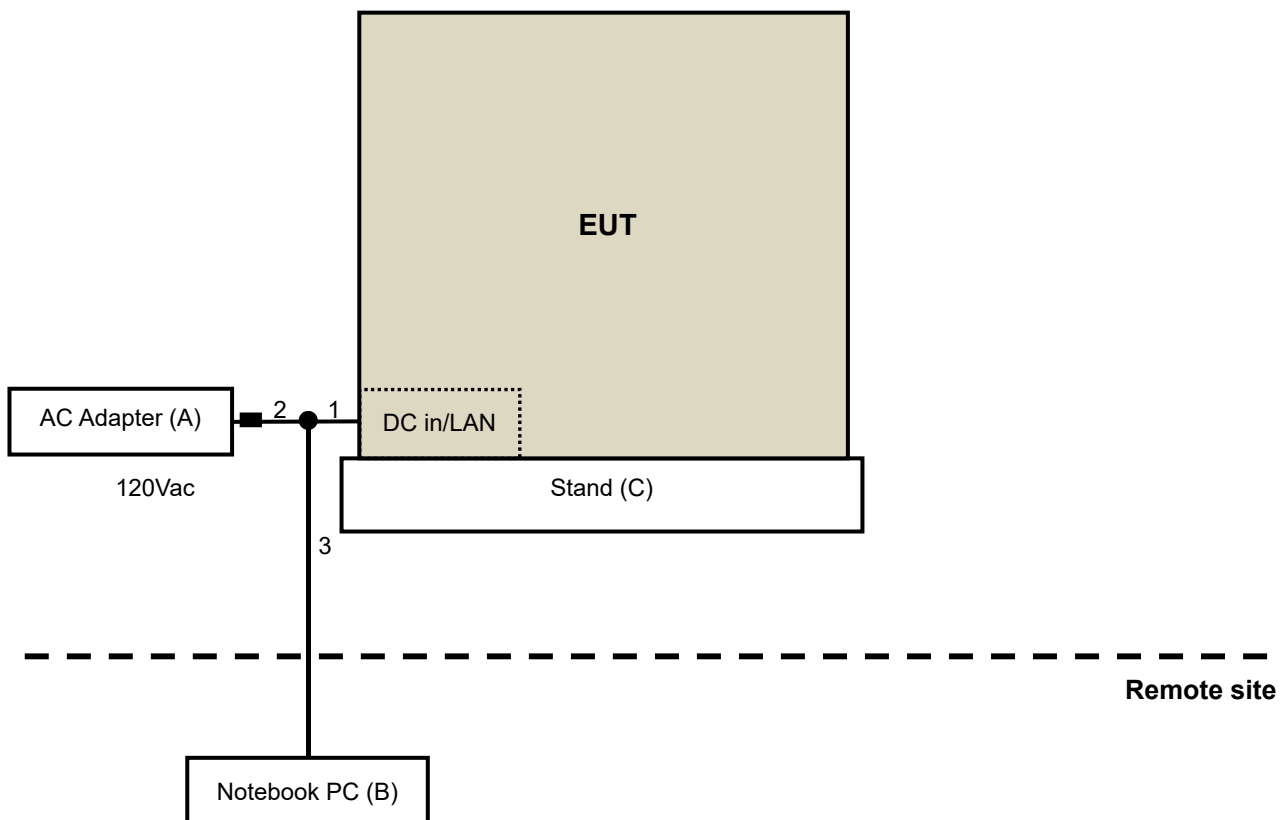 EUT
AC Adapter (A)
2
1
DC in/LAN
120Vac
Stand (C)
3
Remote site
Notebook PC (B)